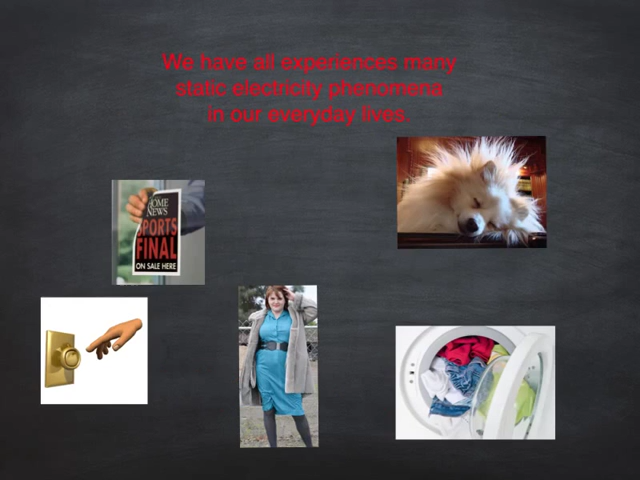 We have all experiences many
static electricity phenomena
in our everyday lives.
HOME
NEWS
SPORTS
FINAL
ON SALE HERE